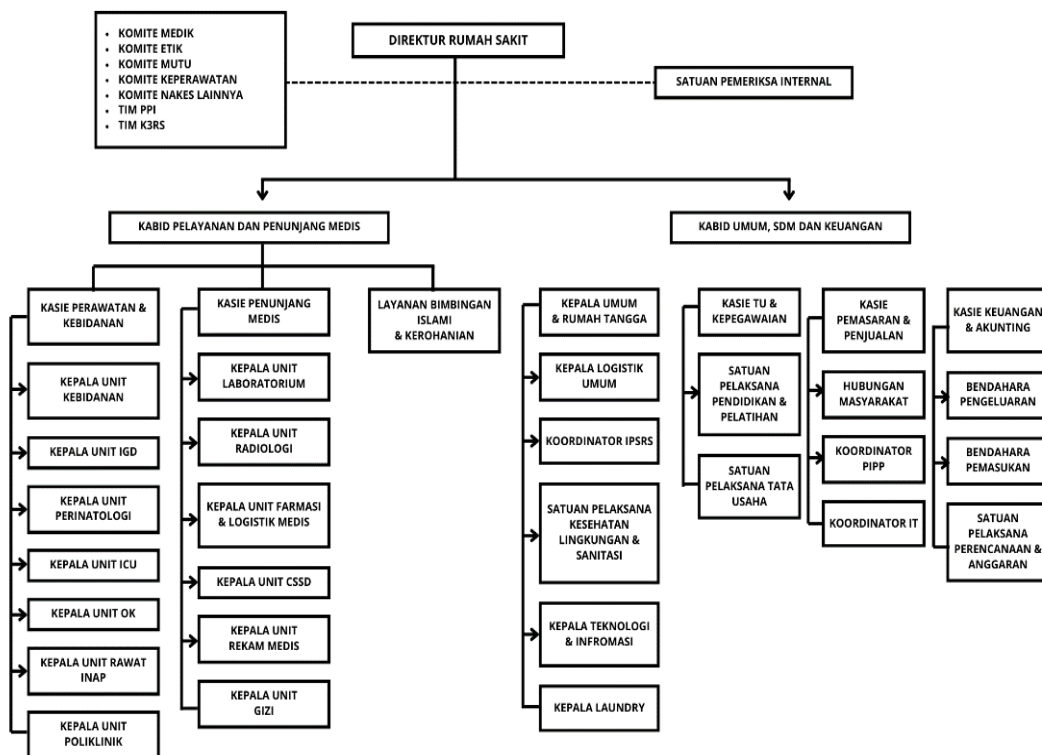 • KOMITE MEDIK
• KOMITE ETIK
• KOMITE MUTU
• KOMITE KEPERAWATAN
• KOMITE NAKES LAINNYA
• TIM PPI
• TIM K3RS
DIREKTUR RUMAH SAKIT
SATUAN PEMERIKSA INTERNAL
KABID PELAYANAN DAN PENUNJANG MEDIS
KABID UMUM, SDM DAN KEUANGAN
KASIE PERAWATAN &
KEBIDANAN
KEPALA UNIT
KEBIDANAN
KEPALA UNIT IGD
KEPALA UNIT
PERINATOLOGI
KEPALA UNIT ICU
KEPALA UNIT OK
KEPALA UNIT RAWAT
INAP
KEPALA UNIT
POLIKLINIK
KASIE PENUNJANG
MEDIS
KEPALA UNIT
LABORATORIUM
KEPALA UNIT
RADIOLOGI
KEPALA UNIT FARMASI
& LOGISTIK MEDIS
KEPALA UNIT CSSD
KEPALA UNIT
REKAM MEDIS
KEPALA UNIT
GIZI
LAYANAN BIMBINGAN
ISLAMI
& KEROHANIAN
KEPALA UMUM
& RUMAH TANGGA
KEPALA LOGISTIK
UMUM
KOORDINATOR IPSRS
SATUAN PELAKSANA
KESEHATAN
LINGKUNGAN &
SANITASI
KEPALA TEKNOLOGI
& INFROMASI
KEPALA LAUNDRY
KASIE TU &
KEPEGAWAIAN
SATUAN
PELAKSANA
PENDIDIKAN &
PELATIHAN
SATUAN
PELAKSANA TATA
USAHA
KASIE
PEMASARAN &
PENJUALAN
HUBUNGAN
MASYARAKAT
KOORDINATOR
PIPP
KOORDINATOR IT
KASIE KEUANGAN
& AKUNTING
BENDAHARA
PENGELUARAN
BENDAHARA
PEMASUKAN
SATUAN
PELAKSANA
PERENCANAAN &
ANGGARAN